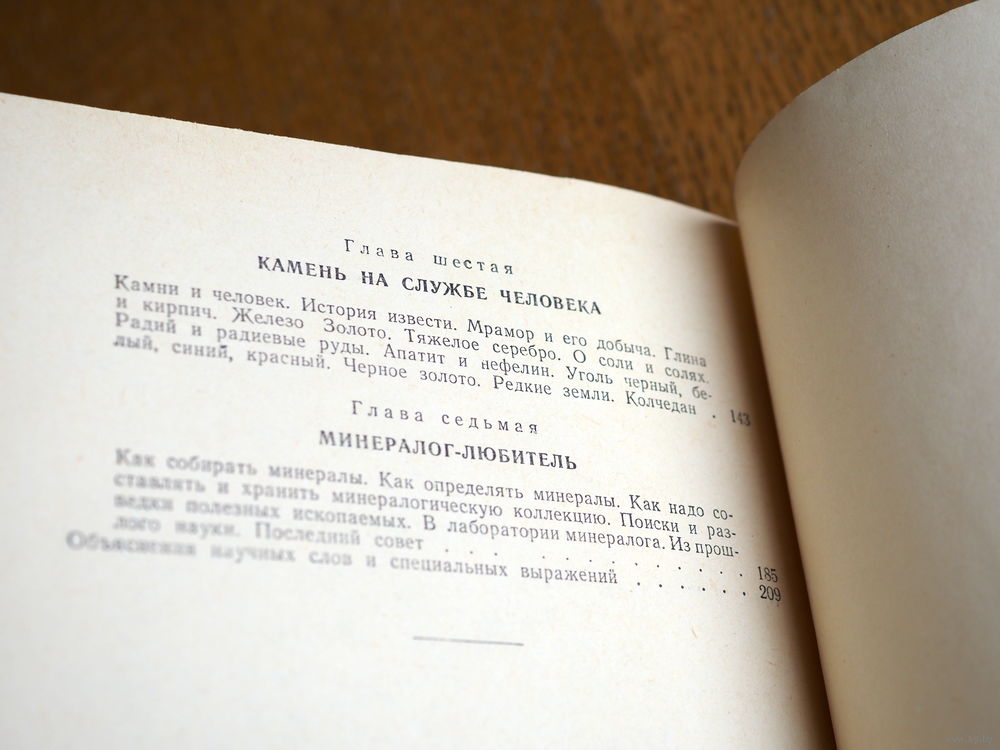 Глава шестая
КАМЕНЬ НА СЛУЖБЕ ЧЕЛОВЕКА
Камни и человек. История извести. Мрамор и его добыча. Глина
и кирпич. Железо Золото. Тяжелое серебро. О соли и солях.
Радий и радиевые руды. Апатит и нефелин. Уголь черный, бе-
лый, синий, красный. Черное золото. Редкие земли. Колчедан . 143
Глава седьмая
МИНЕРАЛОГ-ЛЮБИТЕЛЬ
Как собирать минералы. Как определять минералы. Как надо со-
ставлять и хранить минералогическую коллекцию. Поиски и раз-
ведки полезных ископаемых. В лаборатории минералога. Из прош-
лого науки. Последний совет . . . . . . . . . . 185
Объяснения научных слов и специальных выражений . . . . . . 209